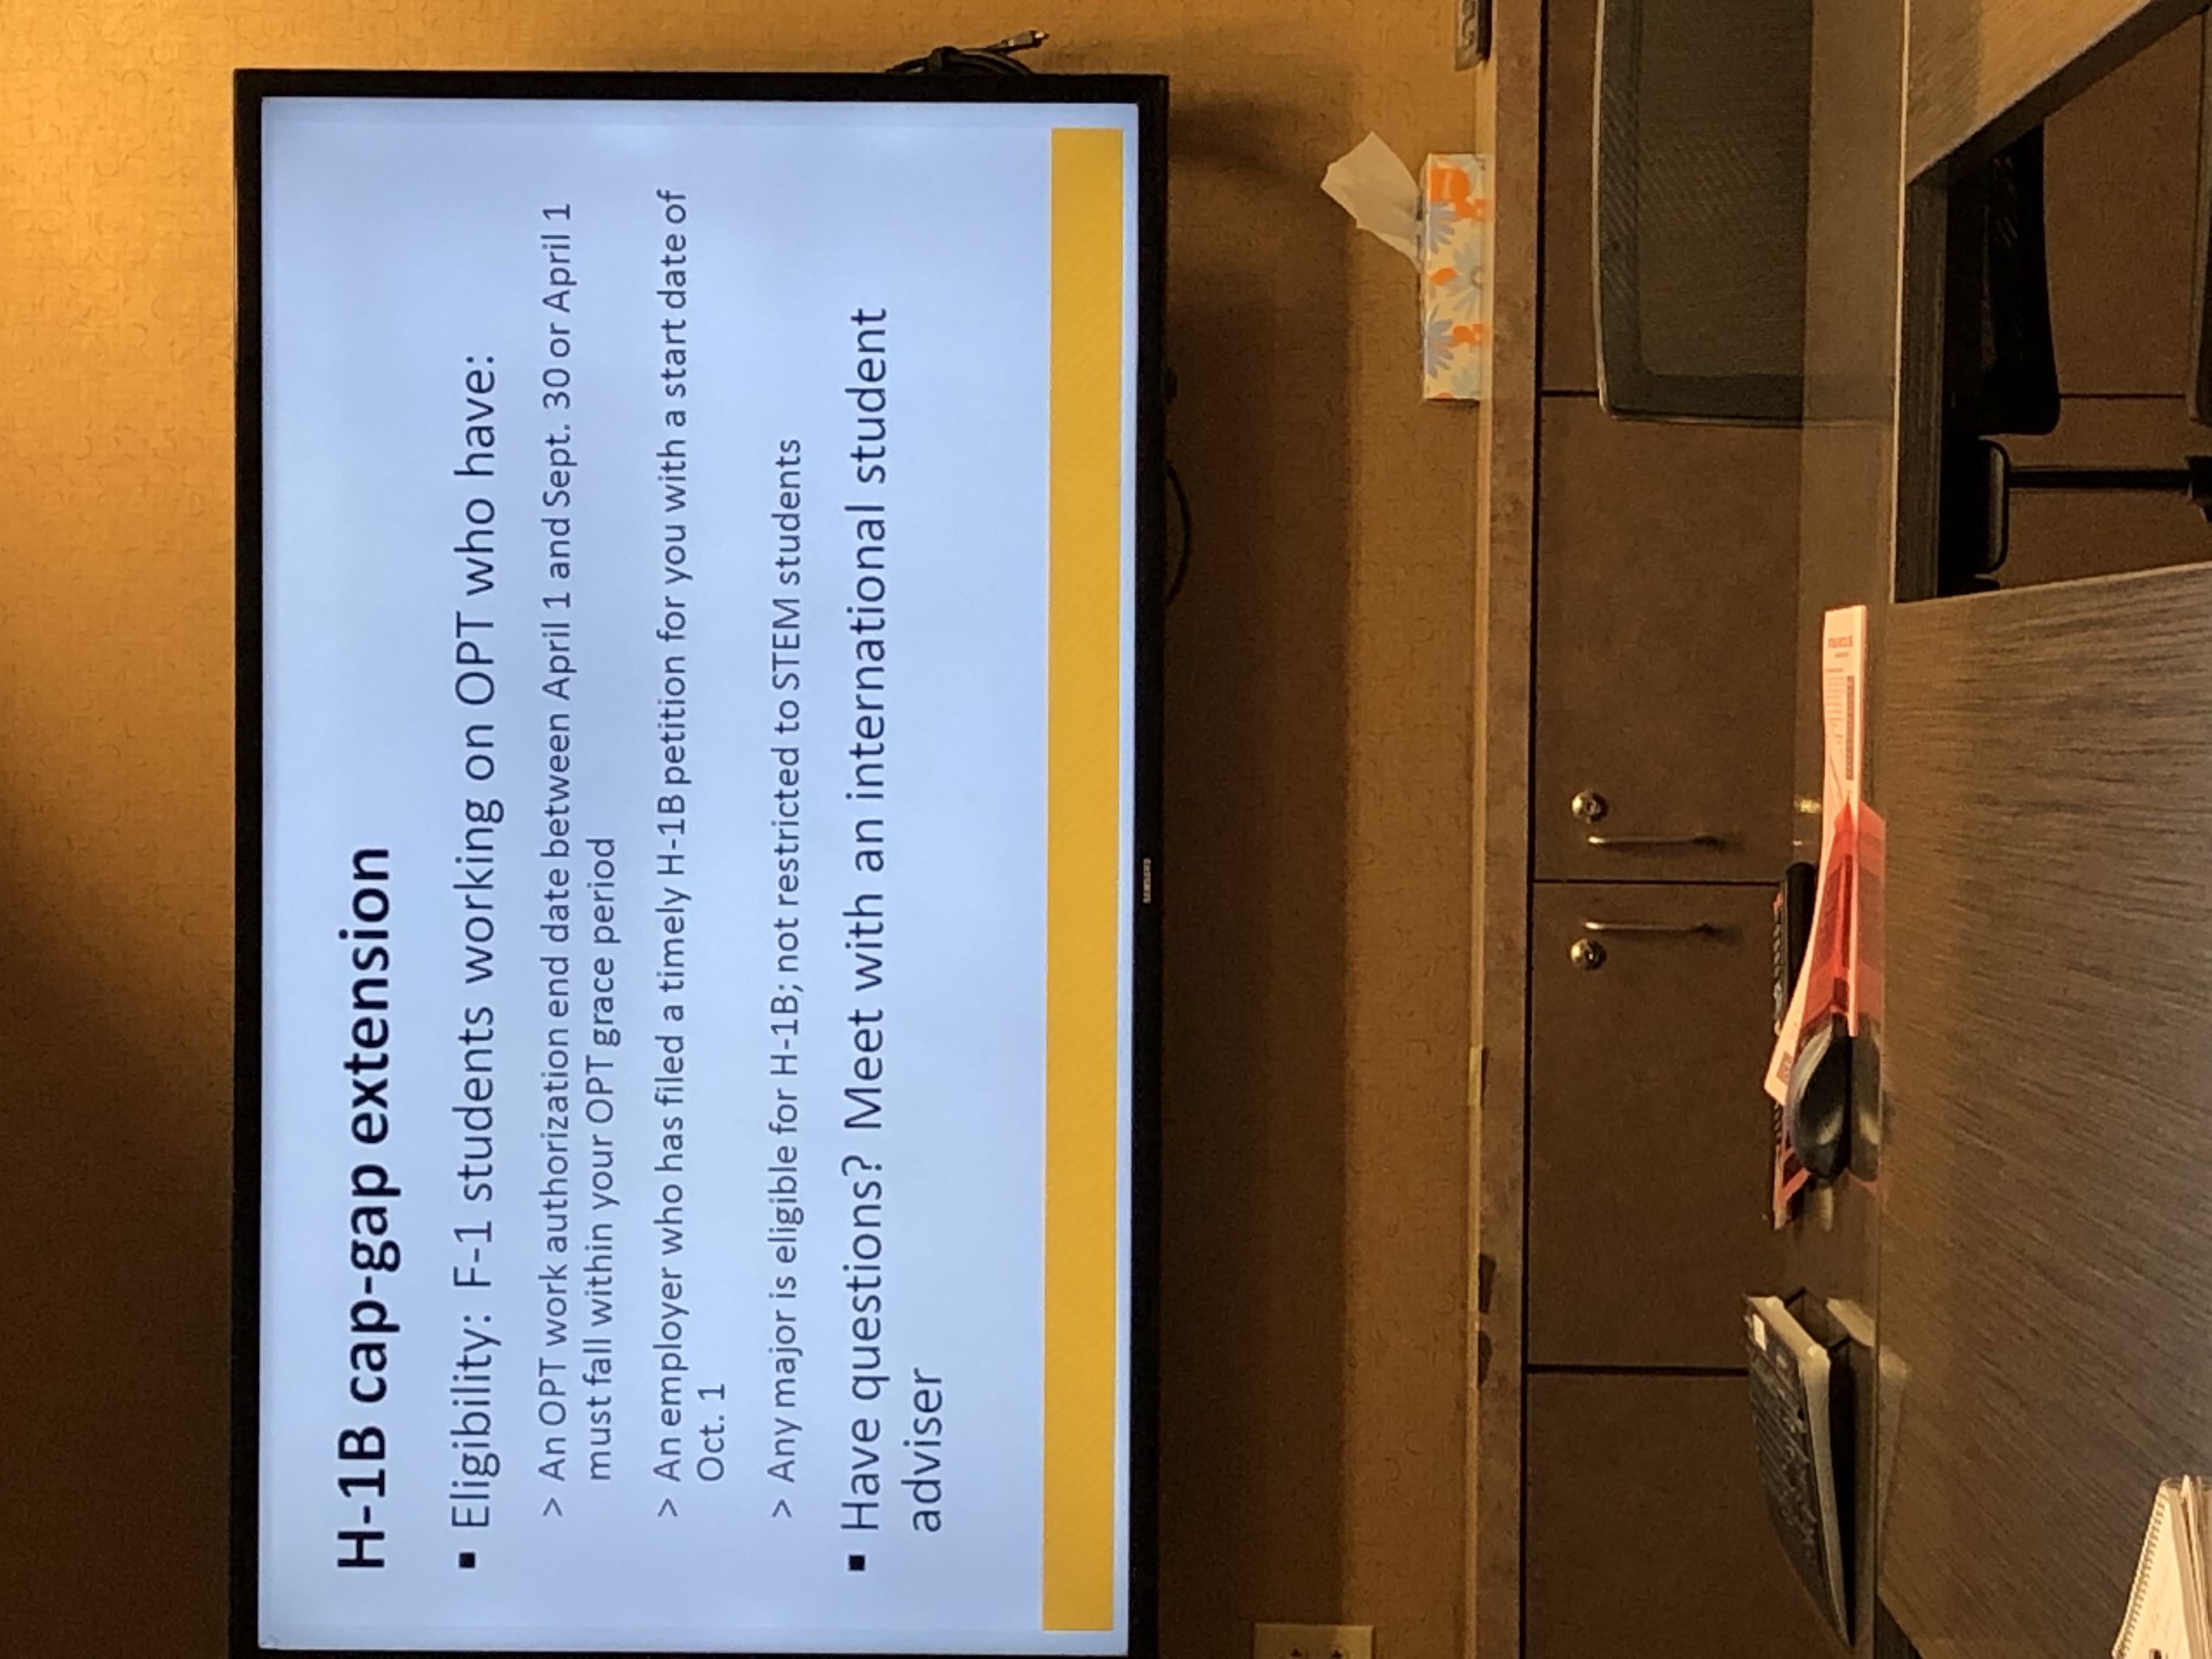 H-1B cap-gap extension
▪ Eligibility: F-1 students working on OPT who have:
> An OPT work authorization end date between April 1 and Sept. 30 or April 1
must fall within your OPT grace period
> An employer who has filed a timely H-1B petition for you with a start date of
Oct. 1
> Any major is eligible for H-1B; not restricted to STEM students
▪ Have questions? Meet with an international student
adviser
SAMSUNG